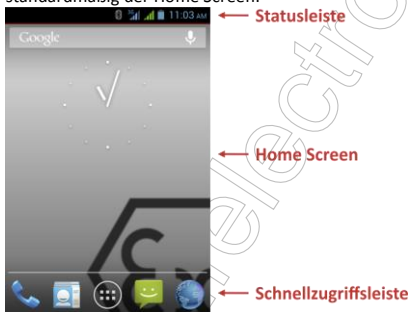 standardmäßig der Home Screen.
11:03 AM
Statusleiste
Google
Home Screen
Schnellzugriffsleiste